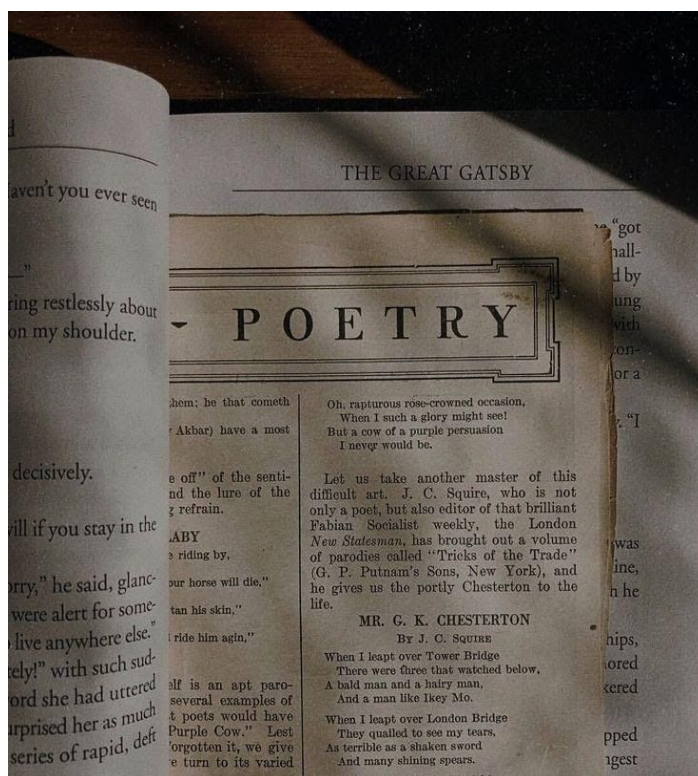 aven't you ever seen
—."
ring restlessly about
on my shoulder.
decisively.
ill if you stay in the
orry," he said, glanc-
were alert for some-
live anywhere else."
tely!" with such sud-
ord she had uttered
urprised her as much
series of rapid, deft
THE GREAT GATSBY
- POETRY
hem; he that cometh
Akbar) have a most
e off" of the senti-
nd the lure of the
g refrain.
ABY
e riding by,
our horse will die,"
tan his skin,"
ride him agin,"
elf is an apt paro-
several examples of
t poets would have
Purple Cow." Lest
forgotten it, we give
e turn to its varied
Oh, rapturous rose-crowned occasion,
When I such a glory might see!
But a cow of a purple persuasion
I never would be.
Let us take another master of this
difficult art. J. C. Squire, who is not
only a poet, but also editor of that brilliant
Fabian Socialist weekly, the London
New Statesman, has brought out a volume
of parodies called "Tricks of the Trade"
(G. P. Putnam's Sons, New York), and
he gives us the portly Chesterton to the
life.
MR. G. K. CHESTERTON
BY J. C. SQUIRE
When I leapt over Tower Bridge
There were three that watched below,
A bald man and a hairy man,
And a man like Ikey Mo.
When I leapt over London Bridge
They quailed to see my tears,
As terrible as a shaken sword
And many shining spears.
"got
hall-
d by
ung
with
con-
or a
"I
was
ine,
h he
hips,
nored
kered
pped
ngest